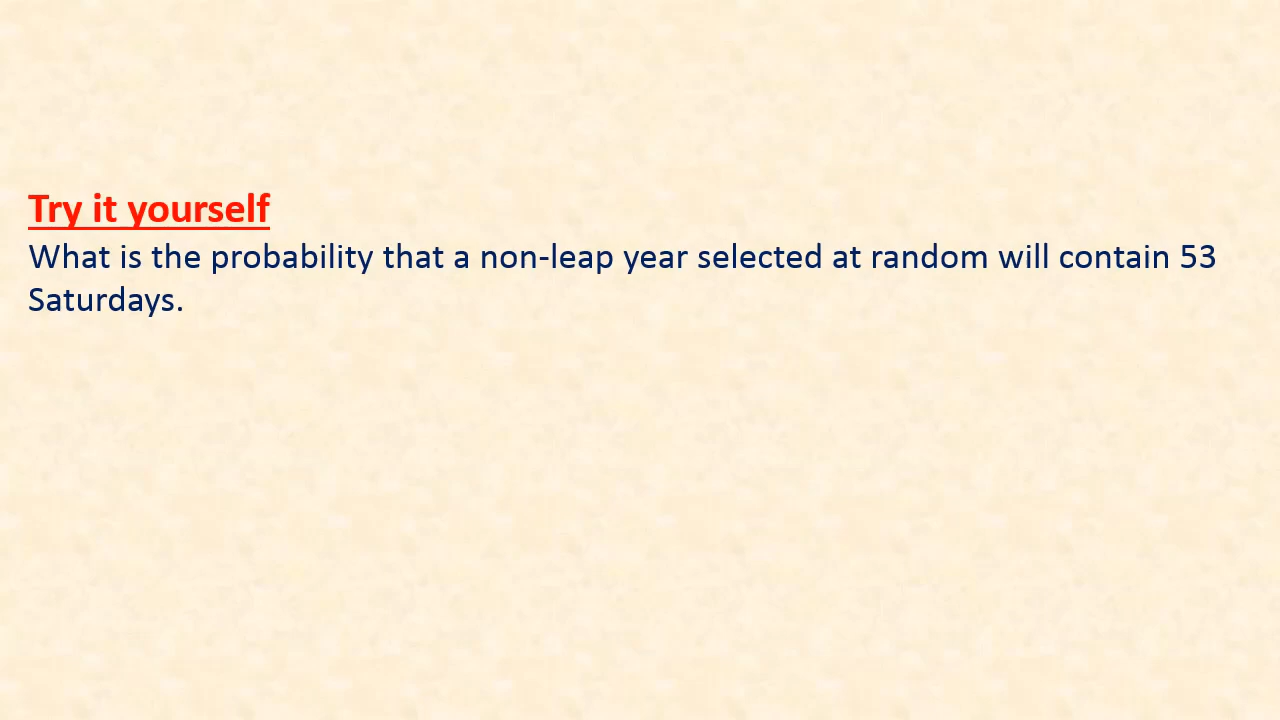 Try it yourself
What is the probability that a non-leap year selected at random will contain 53
Saturdays.